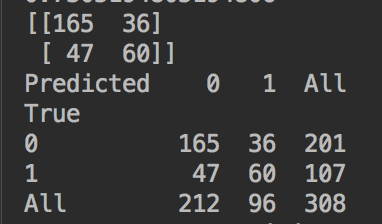 [[165  36]
 [ 47  60]]
Predicted    0   1  All
True
0          165  36  201
1           47  60  107
All        212  96  308